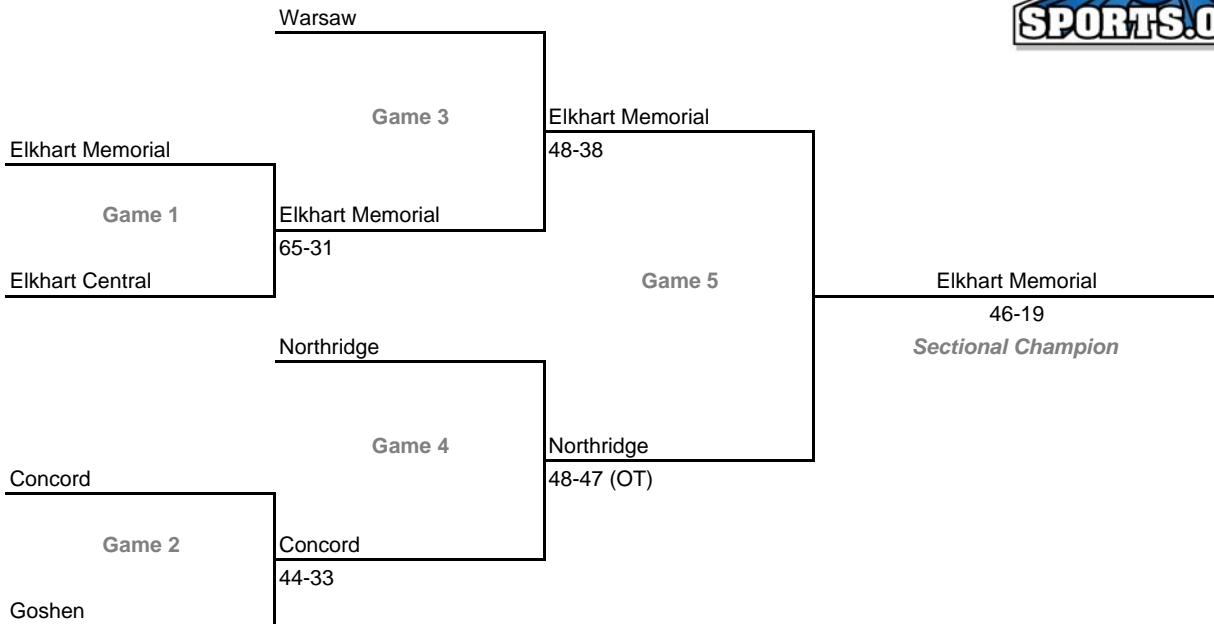 SPORTS.O
Warsaw
Game 3
Elkhart Memorial
Elkhart Memorial
48-38
Game 1
Elkhart Memorial
65-31
Elkhart Central
Game 5
Elkhart Memorial
46-19
Northridge
Sectional Champion
Game 4
Northridge
Concord
48-47 (OT)
Game 2
Concord
44-33
Goshen